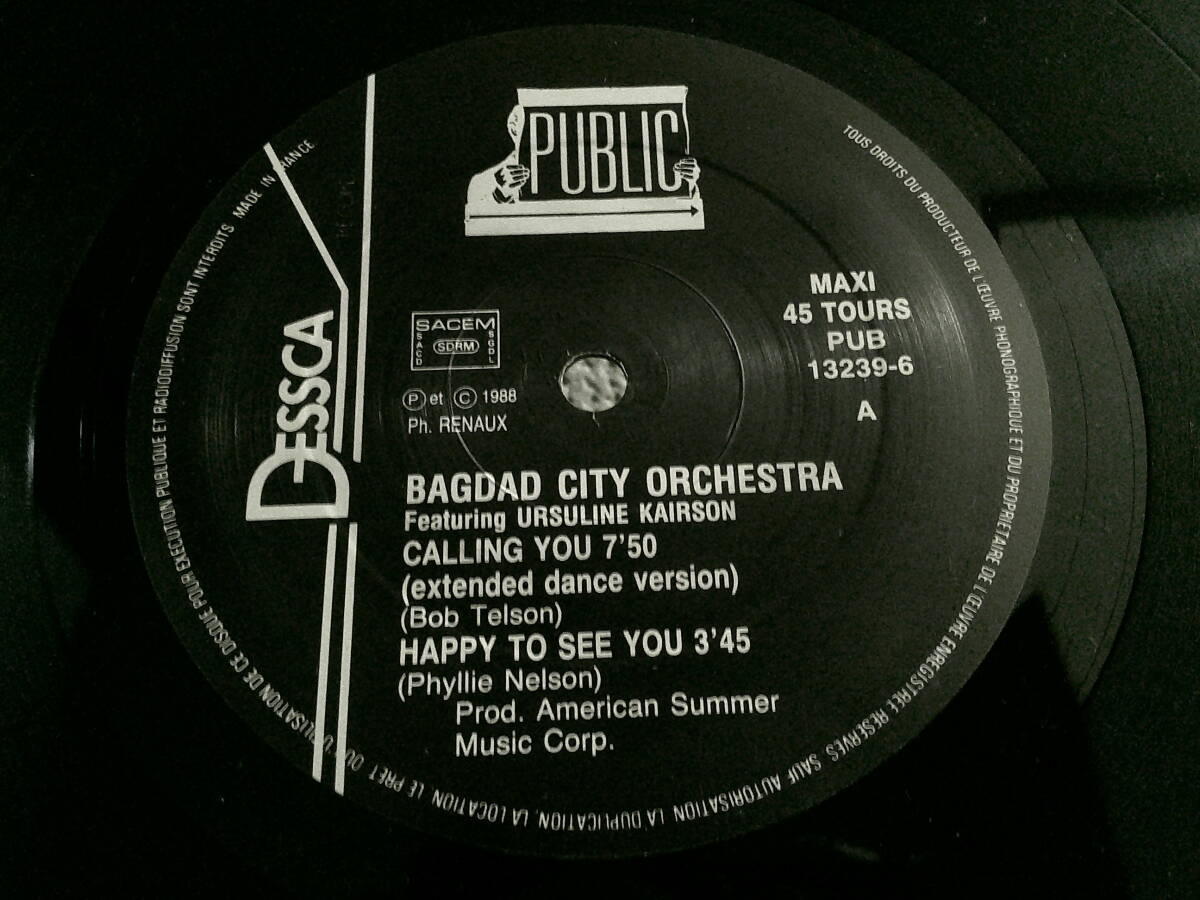 PUBLIC
MAXI
45 TOURS
PUB
13239-6
A
SACEM
SACD
SDRM
SGDL
Ⓟ et Ⓒ 1988
Ph. RENAUX
DESSCA
BAGDAD CITY ORCHESTRA
Featuring URSULINE KAIRSON
CALLING YOU 7'50
(extended dance version)
(Bob Telson)
HAPPY TO SEE YOU 3'45
(Phyllie Nelson)
Prod. American Summer
Music Corp.
TOUS DROITS DU PRODUCTEUR DE L'ŒUVRE PHONOGRAPHIQUE ET DU PROPRIETAIRE DE L'ŒUVRE ENREGISTREE RESERVES SAUF AUTORISATION LA DUPLICATION, LA LOCATION, LE PRET OU L'UTILISATION DE CE DISQUE POUR EXECUTION PUBLIQUE ET RADIODIFFUSION SONT INTERDITS MADE IN FRANCE